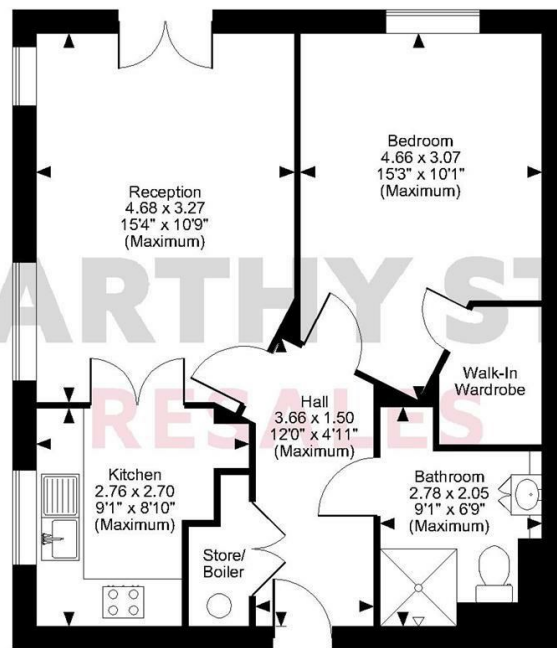 Reception
4.68 x 3.27
15'4" x 10'9"
(Maximum)
Bedroom
4.66 x 3.07
15'3" x 10'1"
(Maximum)
ARTHY ST
RESALES
Walk-In
Wardrobe
Hall
3.66 x 1.50
12'0" x 4'11"
(Maximum)
Kitchen
2.76 x 2.70
9'1" x 8'10"
(Maximum)
Bathroom
2.78 x 2.05
9'1" x 6'9"
(Maximum)
Store/
Boiler